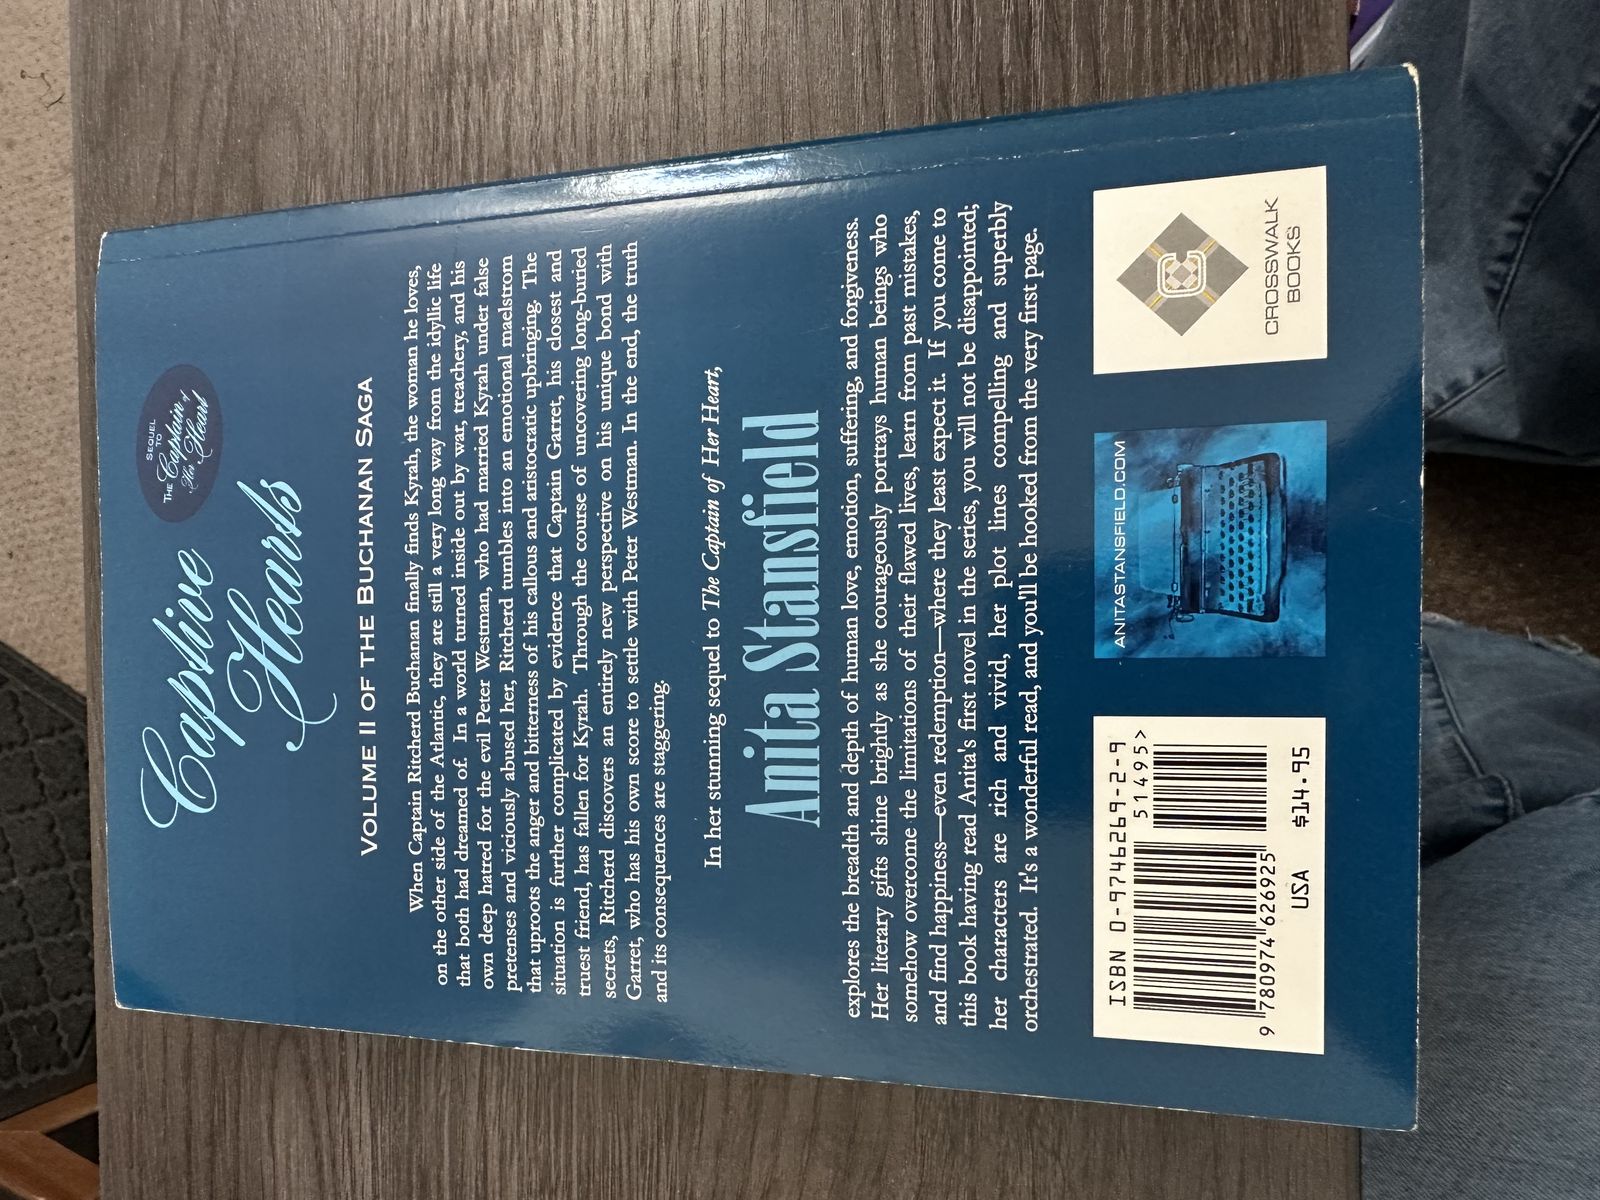 SEQUEL
TO
THE Captain of
Her Heart
Captive
Hearts
VOLUME II OF THE BUCHANAN SAGA
When Captain Ritcherd Buchanan finally finds Kyrah, the woman he loves,
on the other side of the Atlantic, they are still a very long way from the idyllic life
that both had dreamed of. In a world turned inside out by war, treachery, and his
own deep hatred for the evil Peter Westman, who had married Kyrah under false
pretenses and viciously abused her, Ritcherd tumbles into an emotional maelstrom
that uproots the anger and bitterness of his callous and aristocratic upbringing. The
situation is further complicated by evidence that Captain Garret, his closest and
truest friend, has fallen for Kyrah. Through the course of uncovering long-buried
secrets, Ritcherd discovers an entirely new perspective on his unique bond with
Garret, who has his own score to settle with Peter Westman. In the end, the truth
and its consequences are staggering.
In her stunning sequel to The Captain of Her Heart,
Anita Stansfield
explores the breadth and depth of human love, emotion, suffering, and forgiveness.
Her literary gifts shine brightly as she courageously portrays human beings who
somehow overcome the limitations of their flawed lives, learn from past mistakes,
and find happiness—even redemption—where they least expect it. If you come to
this book having read Anita's first novel in the series, you will not be disappointed;
her characters are rich and vivid, her plot lines compelling and superbly
orchestrated. It's a wonderful read, and you'll be hooked from the very first page.
ISBN 0-9746269-2-9
51495>
9 780974 626925
USA $14.95
ANITASTANSFIELD.COM
CROSSWALK
BOOKS